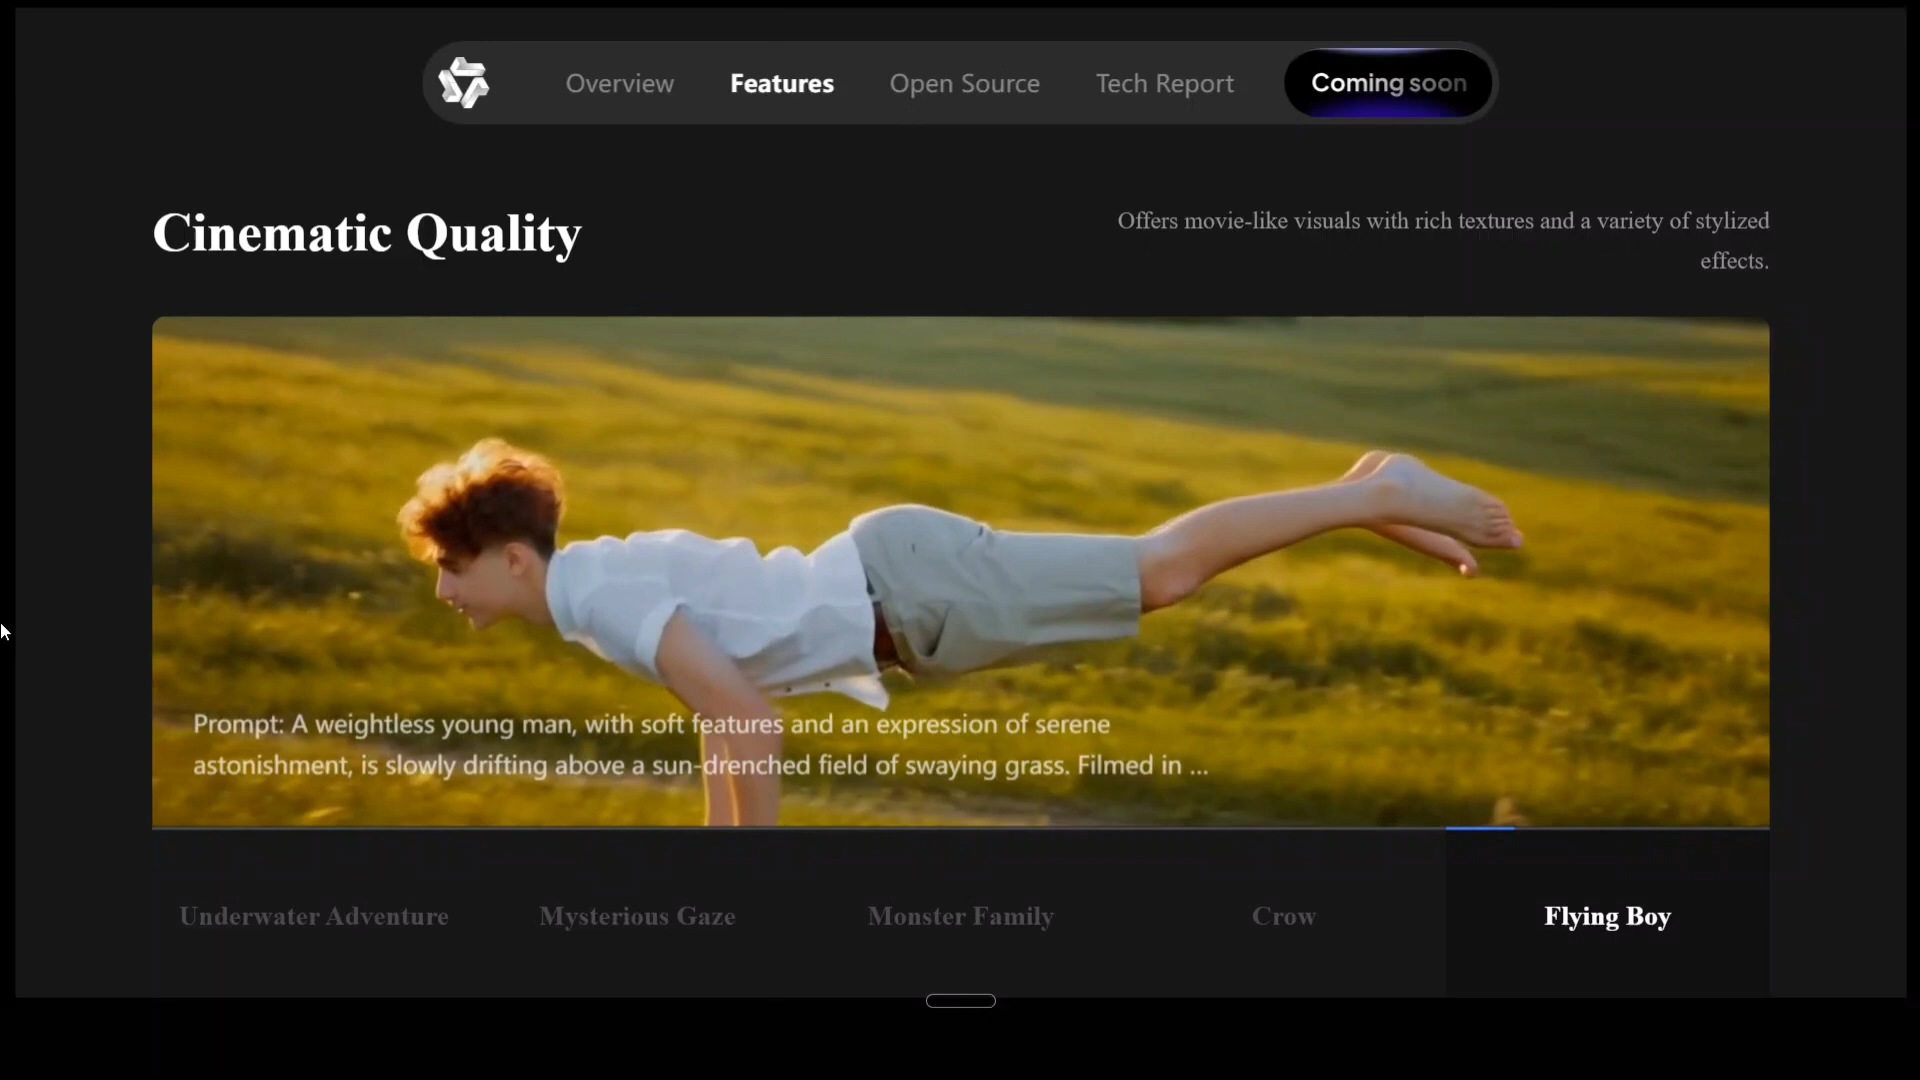 Overview
Features
Open Source
Tech Report
Coming soon
Cinematic Quality
Offers movie-like visuals with rich textures and a variety of stylized
effects.
Prompt: A weightless young man, with soft features and an expression of serene
astonishment, is slowly drifting above a sun-drenched field of swaying grass. Filmed in ...
Underwater Adventure
Mysterious Gaze
Monster Family
Crow
Flying Boy